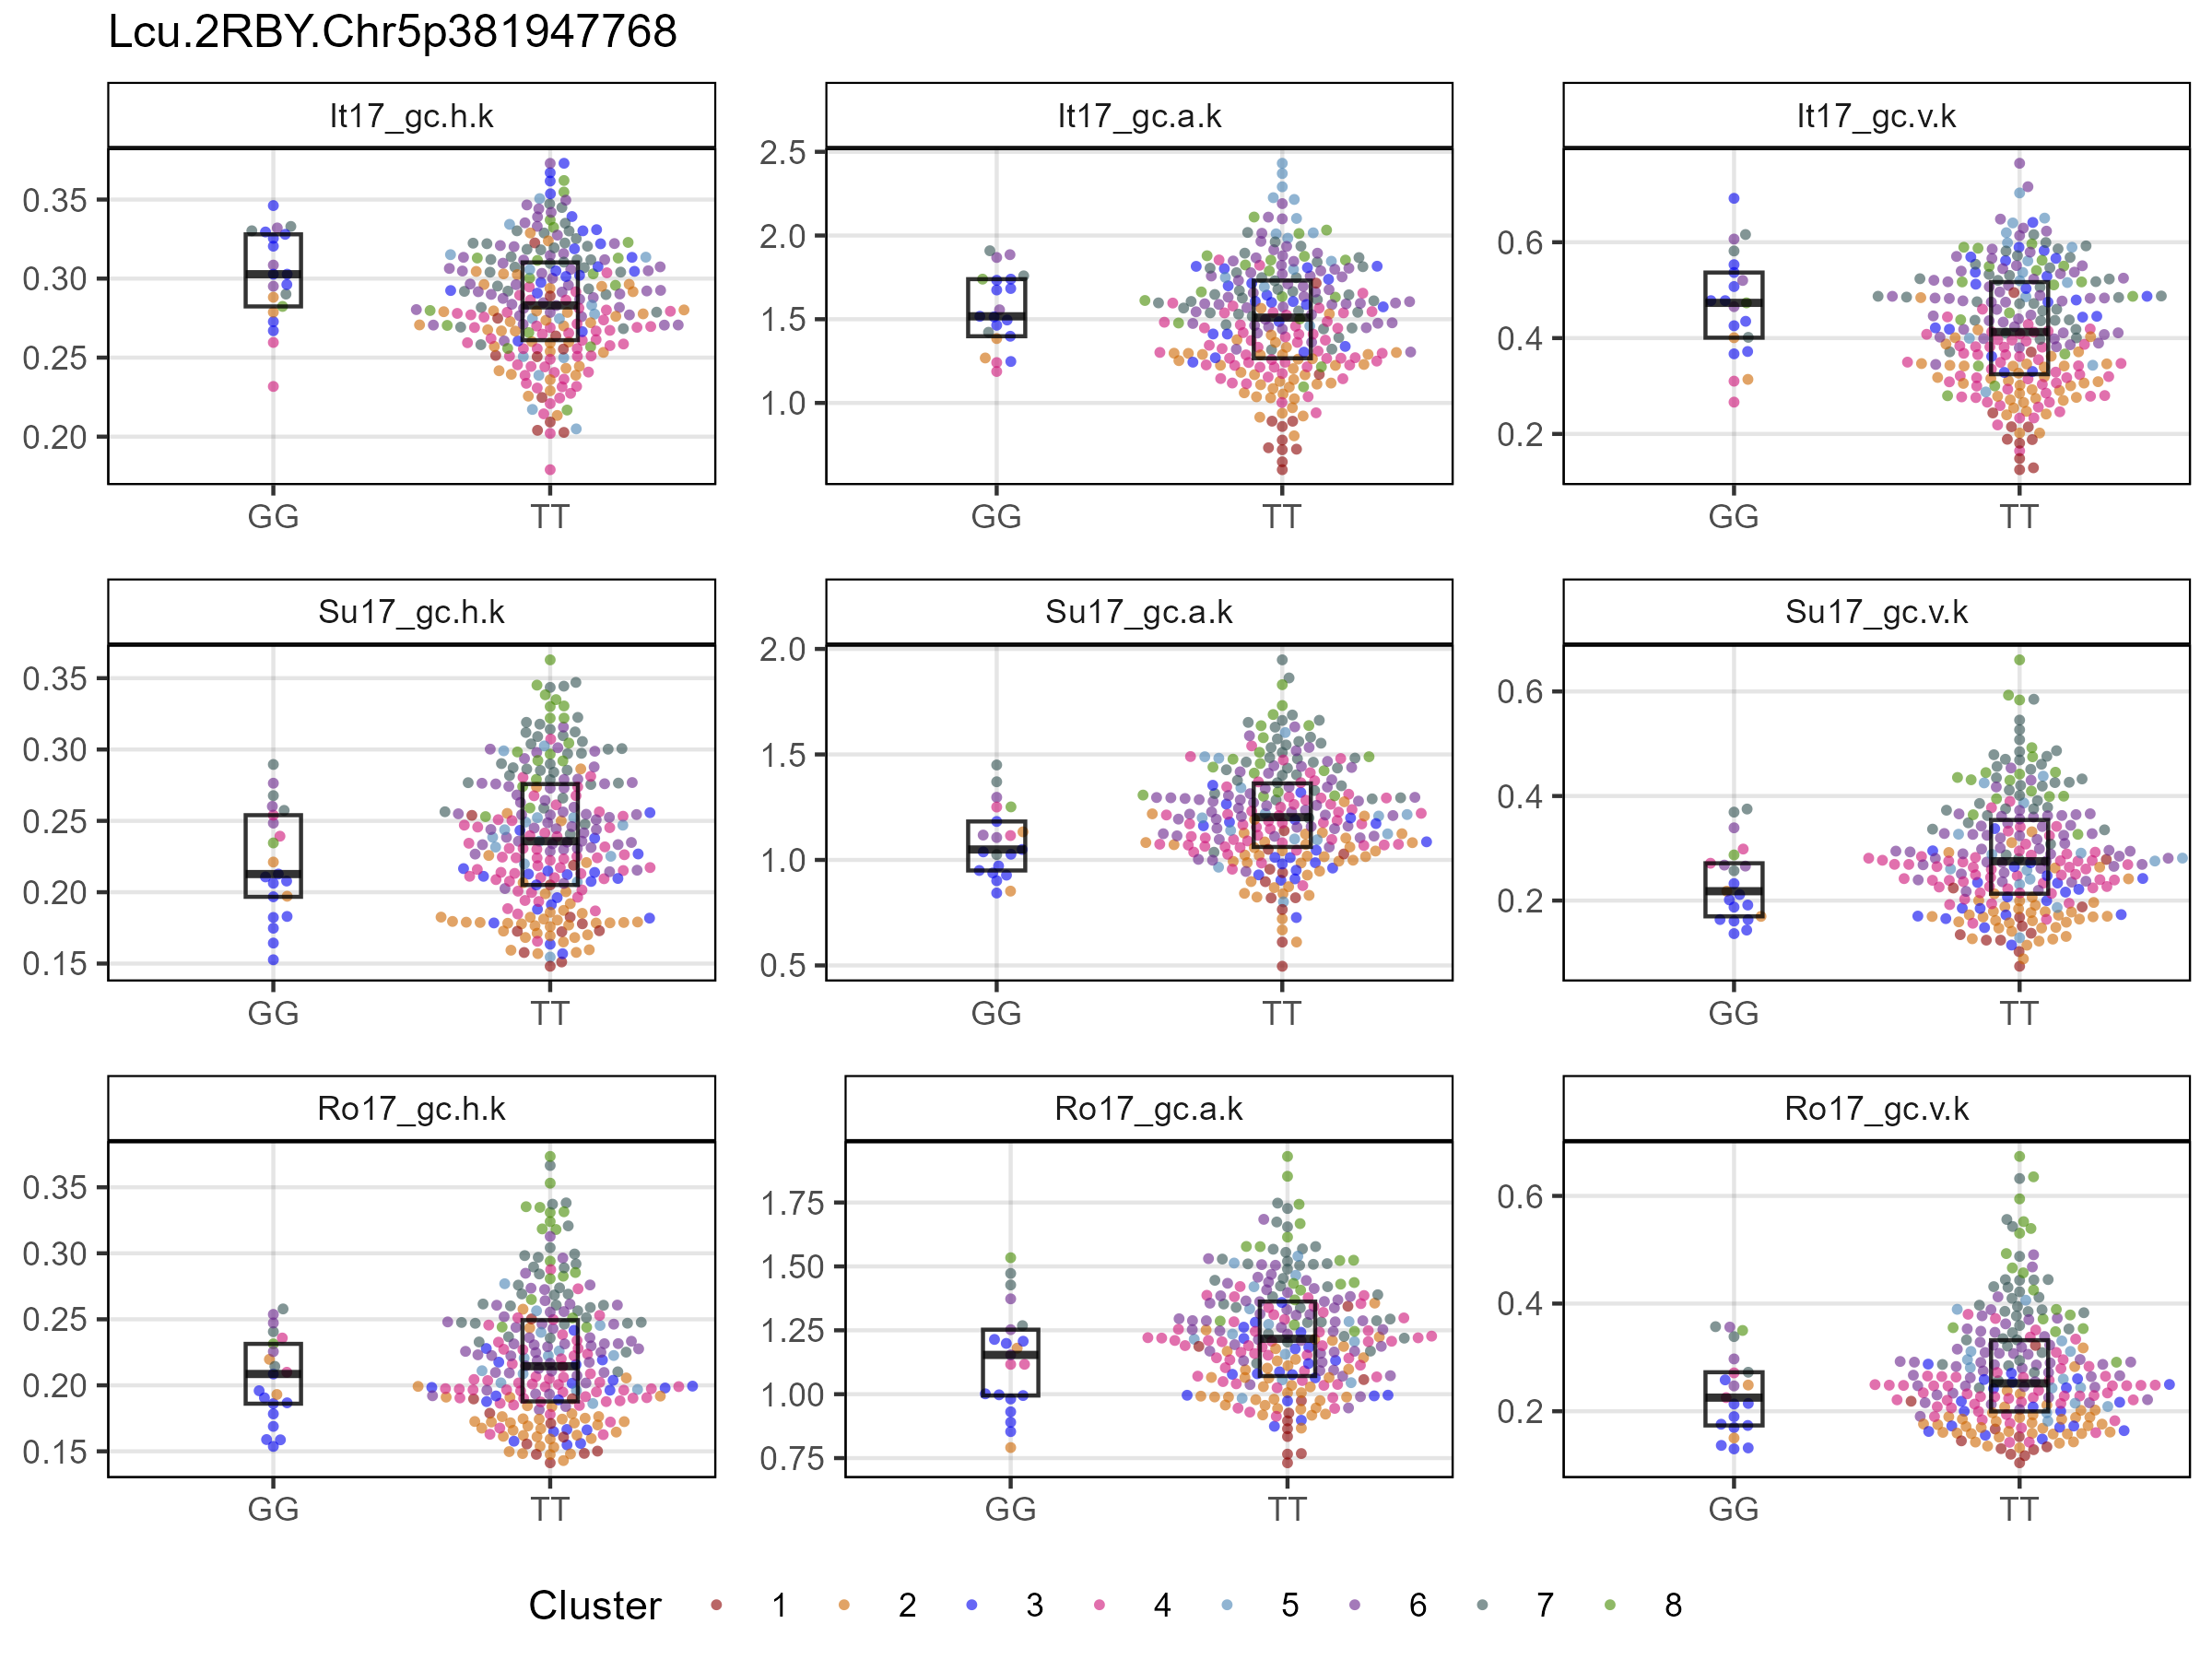 Lcu.2RBY.Chr5p381947768
It17_gc.h.k
It17_gc.a.k
It17_gc.v.k
0.35
0.30
0.25
0.20
GG TT
2.5
2.0
1.5
1.0
GG TT
0.6
0.4
0.2
GG TT
Su17_gc.h.k
Su17_gc.a.k
Su17_gc.v.k
0.35
0.30
0.25
0.20
0.15
GG TT
2.0
1.5
1.0
0.5
GG TT
0.6
0.4
0.2
GG TT
Ro17_gc.h.k
Ro17_gc.a.k
Ro17_gc.v.k
0.35
0.30
0.25
0.20
0.15
GG TT
1.75
1.50
1.25
1.00
0.75
GG TT
0.6
0.4
0.2
GG TT
Cluster 1 2 3 4 5 6 7 8